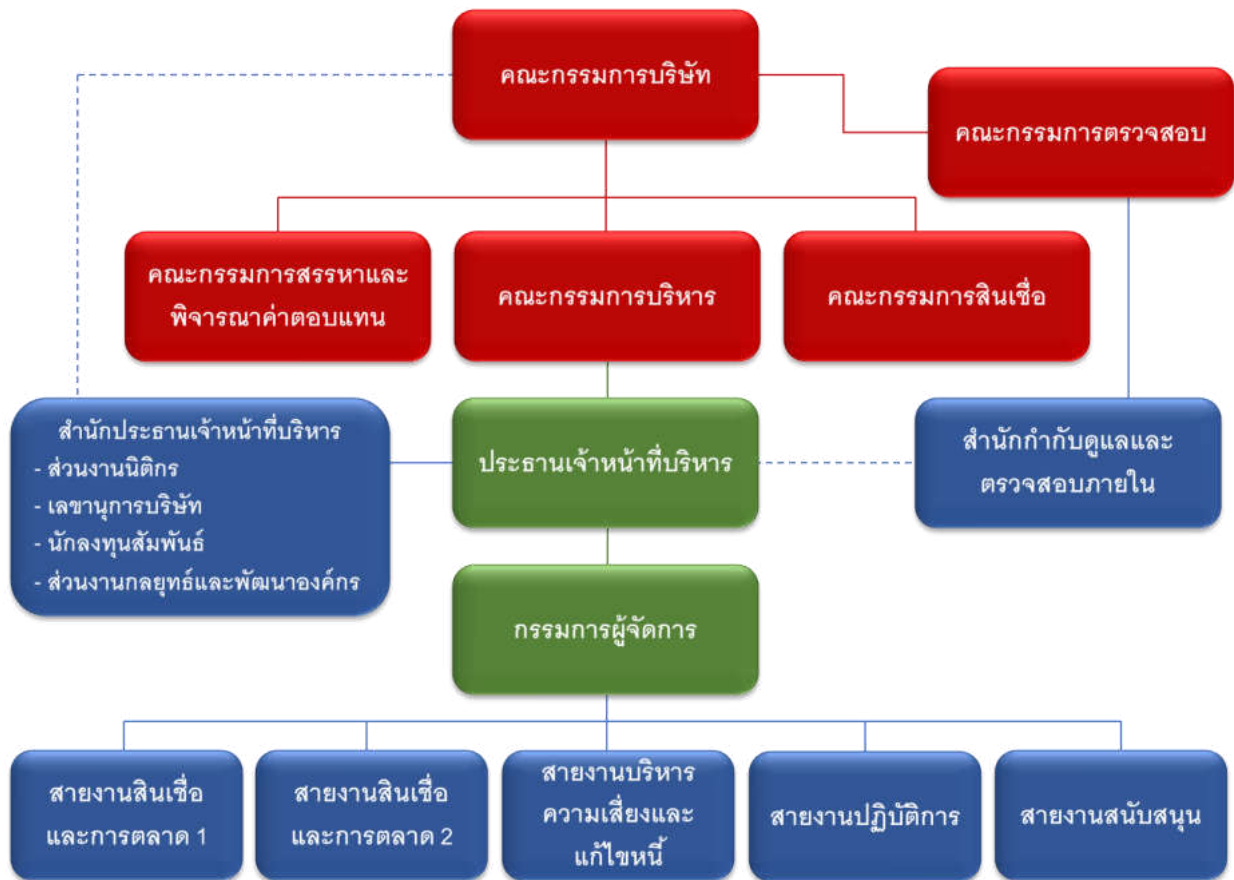 คณะกรรมการบริษัท
คณะกรรมการตรวจสอบ
คณะกรรมการสรรหาและ
พิจารณาค่าตอบแทน
คณะกรรมการบริหาร
คณะกรรมการสินเชื่อ
สำนักประธานเจ้าหน้าที่บริหาร
- ส่วนงานนิติกร
- เลขานุการบริษัท
- นักลงทุนสัมพันธ์
- ส่วนงานกลยุทธ์และพัฒนาองค์กร
ประธานเจ้าหน้าที่บริหาร
สำนักกำกับดูแลและ
ตรวจสอบภายใน
กรรมการผู้จัดการ
สายงานสินเชื่อ
และการตลาด 1
สายงานสินเชื่อ
และการตลาด 2
สายงานบริหาร
ความเสี่ยงและ
แก้ไขหนี้
สายงานปฏิบัติการ
สายงานสนับสนุน